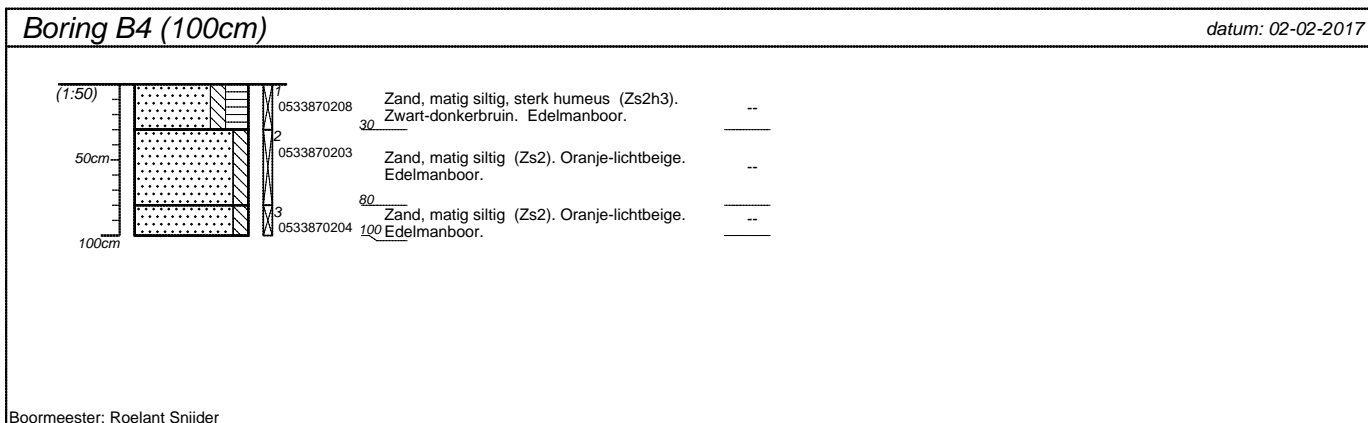 Boring B4 (100cm)
datum: 02-02-2017
(1:50)
1
0533870208
Zand, matig siltig, sterk humeus (Zs2h3).
Zwart-donkerbruin. Edelmanboor.
--
30
2
0533870203
50cm
Zand, matig siltig (Zs2). Oranje-lichtbeige.
Edelmanboor.
--
80
3
0533870204
Zand, matig siltig (Zs2). Oranje-lichtbeige.
Edelmanboor.
--
100
100cm
Boormeester: Roelant Snijder